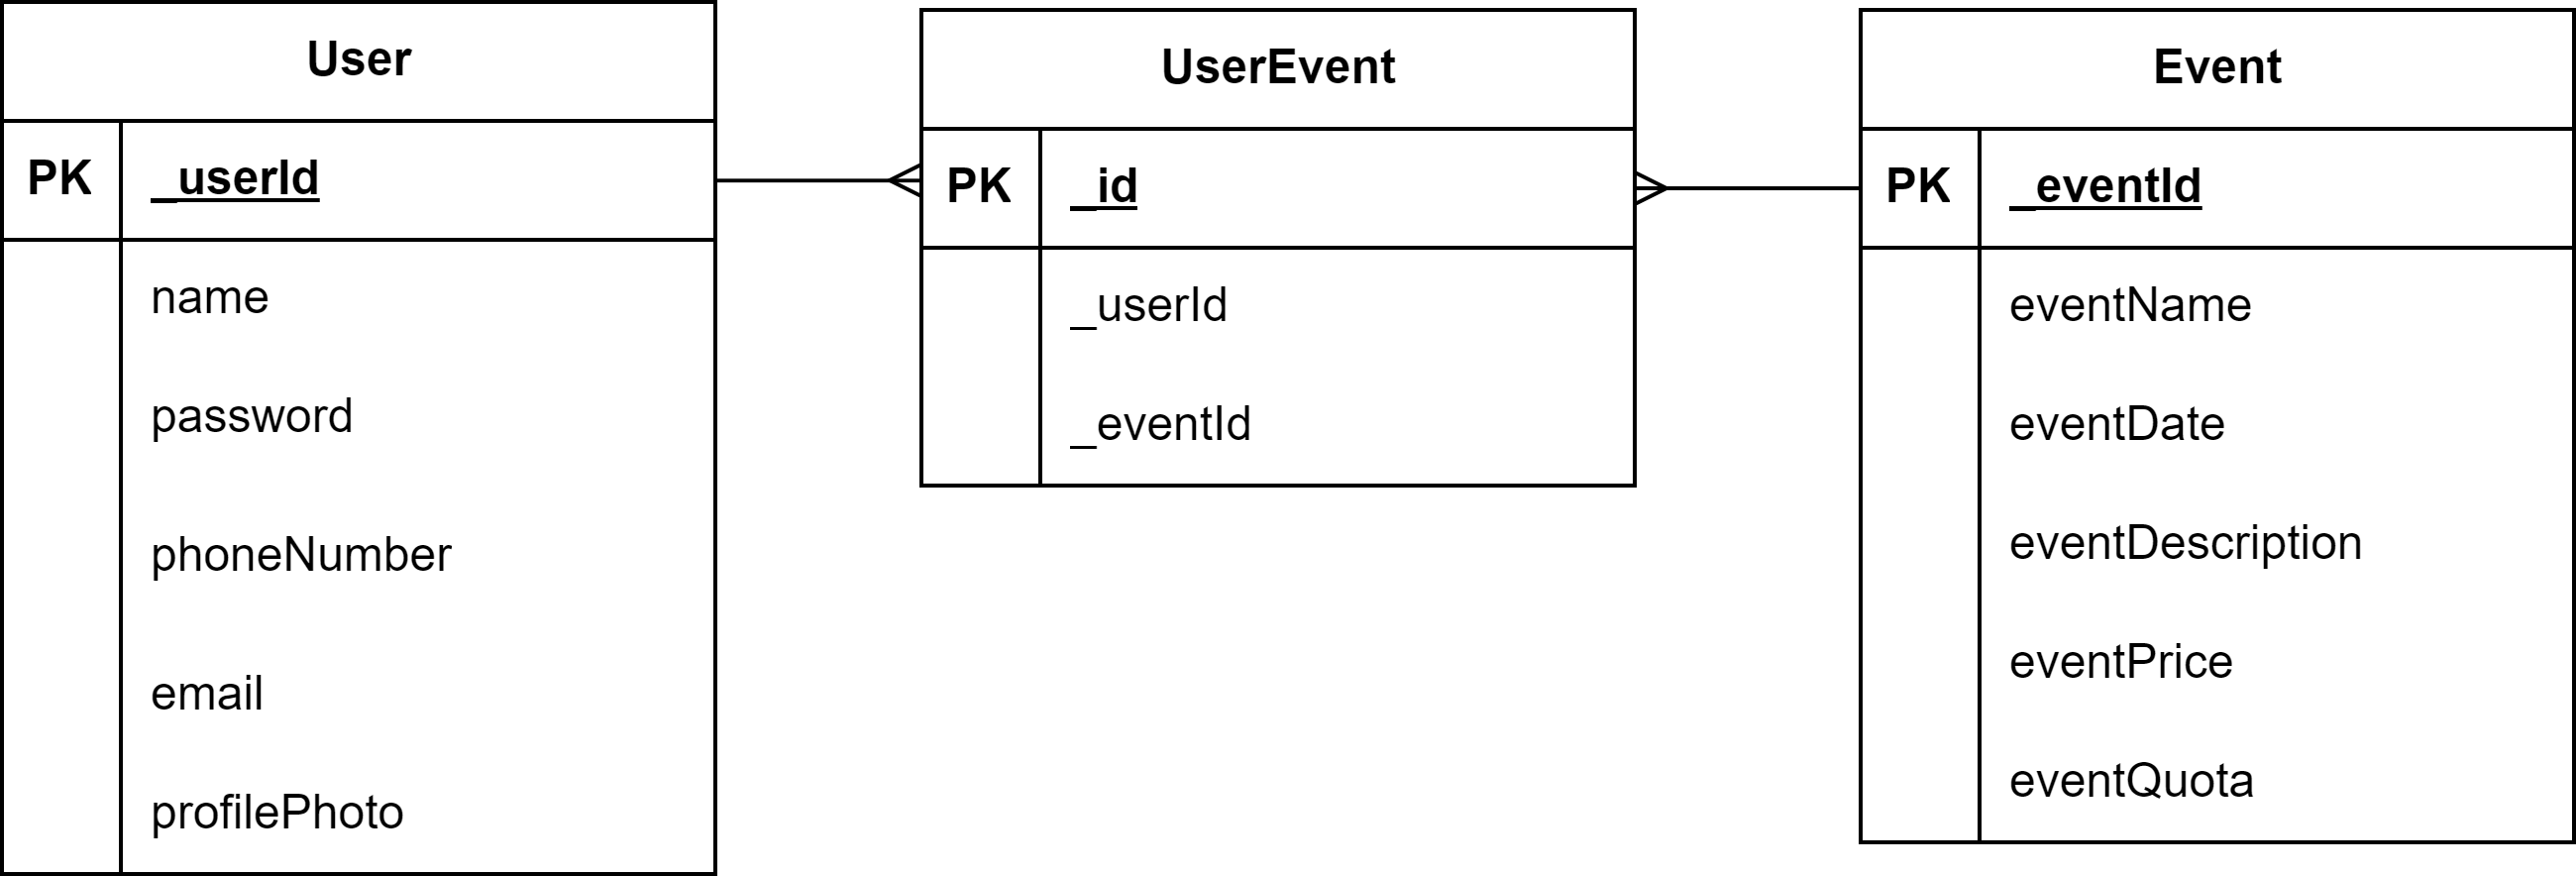 User
PK _userId
name
password
phoneNumber
email
profilePhoto
UserEvent
PK _id
_userId
_eventId
Event
PK _eventId
eventName
eventDate
eventDescription
eventPrice
eventQuota